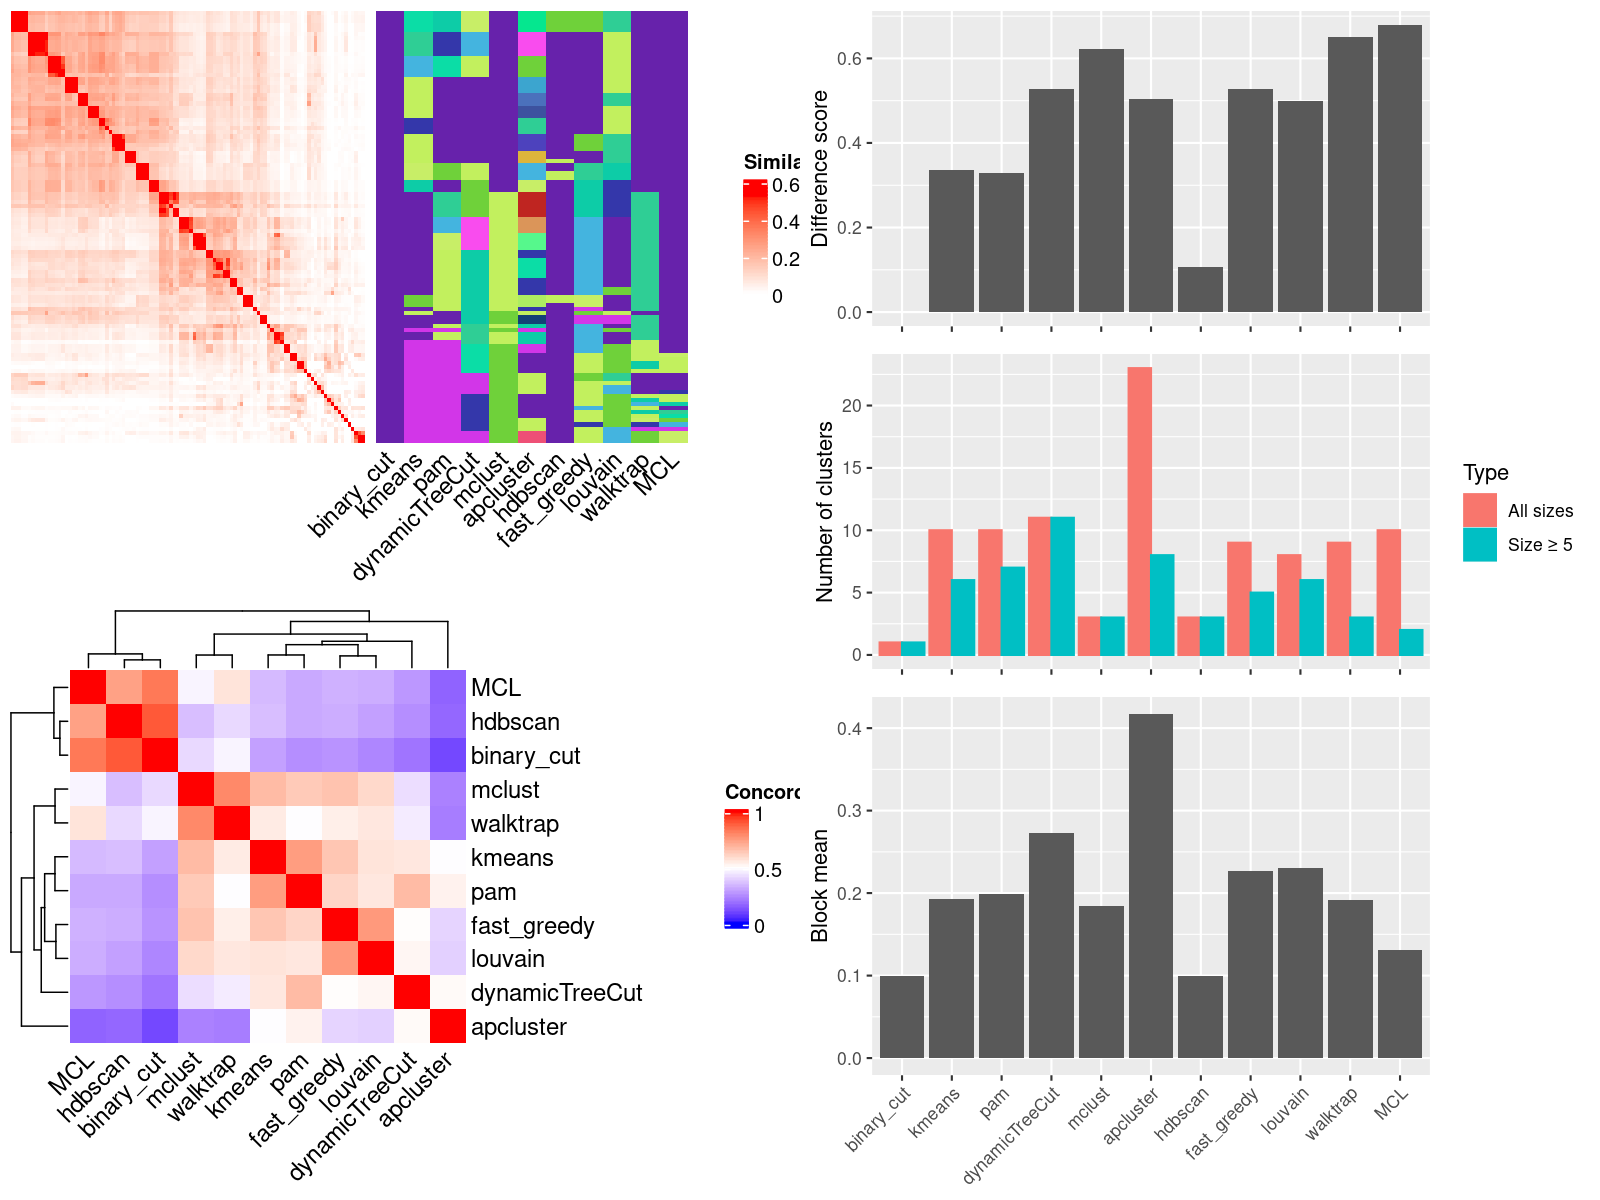 Simila
0.6
0.4
0.2
0
binary_cut
kmeans
pam
dynamicTreeCut
mclust
apcluster
hdbscan
fast_greedy
louvain
walktrap
MCL
Difference score
0.6
0.4
0.2
0.0
Number of clusters
20
15
10
5
0
Type
All sizes
Size ≥ 5
MCL
hdbscan
binary_cut
mclust
walktrap
kmeans
pam
fast_greedy
louvain
dynamicTreeCut
apcluster
MCL
hdbscan
binary_cut
mclust
walktrap
kmeans
pam
fast_greedy
louvain
dynamicTreeCut
apcluster
Concord
1
0.5
0
Block mean
0.4
0.3
0.2
0.1
0.0
binary_cut
kmeans
pam
dynamicTreeCut
mclust
apcluster
hdbscan
fast_greedy
louvain
walktrap
MCL